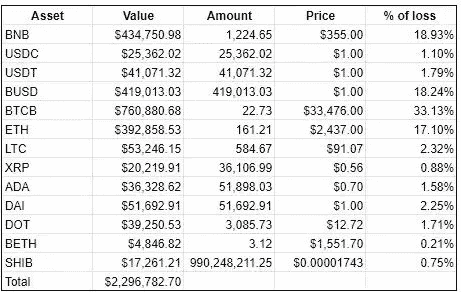 Asset Value Amount Price % of loss
BNB $434,750.98 1,224.65 $355.00 18.93%
USDC $25,362.02 25,362.02 $1.00 1.10%
USDT $41,071.32 41,071.32 $1.00 1.79%
BUSD $419,013.03 419,013.03 $1.00 18.24%
BTCB $760,880.68 22.73 $33,476.00 33.13%
ETH $392,858.53 161.21 $2,437.00 17.10%
LTC $53,246.15 584.67 $91.07 2.32%
XRP $20,219.91 36,106.99 $0.56 0.88%
ADA $36,328.62 51,898.03 $0.70 1.58%
DAI $51,692.91 51,692.91 $1.00 2.25%
DOT $39,250.53 3,085.73 $12.72 1.71%
BETH $4,846.82 3.12 $1,551.70 0.21%
SHIB $17,261.21 990,248,211.25 $0.00001743 0.75%
Total $2,296,782.70